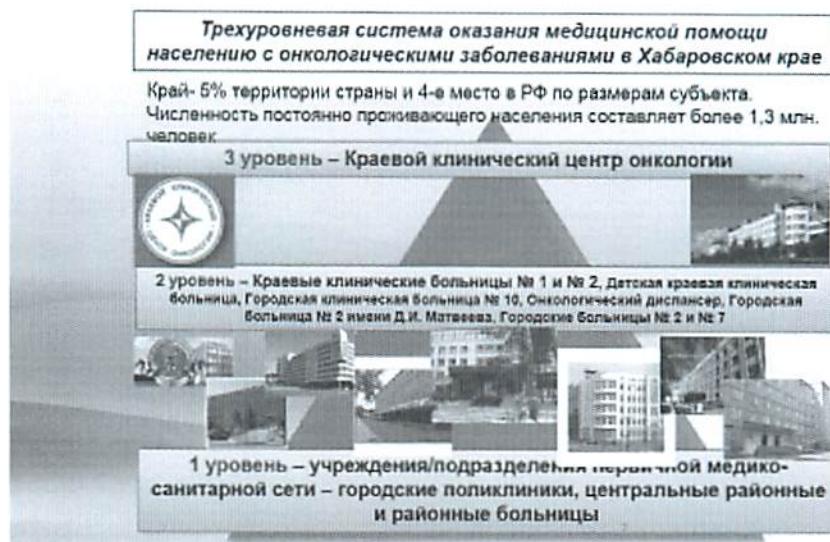 Трехуровневая система оказания медицинской помощи
населению с онкологическими заболеваниями в Хабаровском крае
Край- 5% территории страны и 4-е место в РФ по размерам субъекта.
Численность постоянно проживающего населения составляет более 1,3 млн.
человек
3 уровень – Краевой клинический центр онкологии
КРАЕВОЙ КЛИНИЧЕСКИЙ
ЦЕНТР ОНКОЛОГИИ
2 уровень – Краевые клинические больницы № 1 и № 2, Детская краевая клиническая
больница, Городская клиническая больница № 10, Онкологический диспансер, Городская
больница № 2 имени Д.И. Матвеева, Городские больницы № 2 и № 7
1 уровень – учреждения/подразделения первичной медико-
санитарной сети – городские поликлиники, центральные районные
и районные больницы